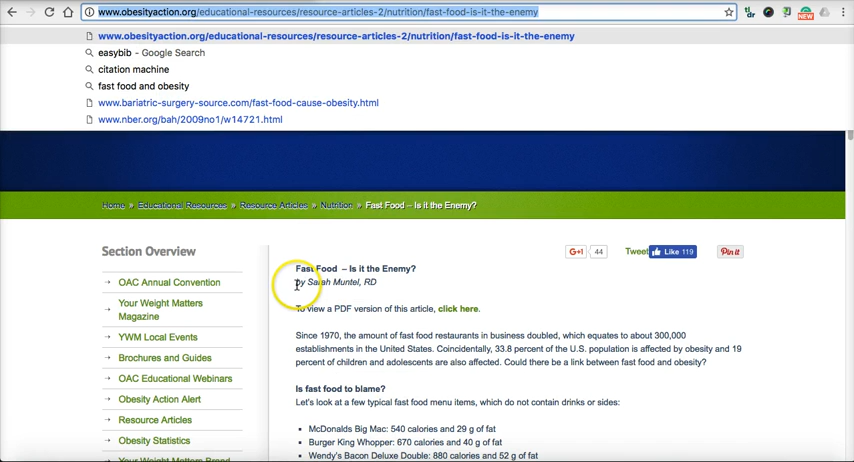 www.obesityaction.org/educational-resources/resource-articles-2/nutrition/fast-food-is-it-the-enemy
tl;dr
NEW
www.obesityaction.org/educational-resources/resource-articles-2/nutrition/fast-food-is-it-the-enemy
easybib - Google Search
citation machine
fast food and obesity
www.bariatric-surgery-source.com/fast-food-cause-obesity.html
www.nber.org/bah/2009no1/w14721.html
Home » Educational Resources » Resource Articles » Nutrition » Fast Food – Is it the Enemy?
Section Overview
OAC Annual Convention
Your Weight Matters
Magazine
YWM Local Events
Brochures and Guides
OAC Educational Webinars
Obesity Action Alert
Resource Articles
Obesity Statistics
Your Weight Matters Brand
G+1 44 Tweet Like 119 Pin it
Fast Food – Is it the Enemy?
by Sarah Muntel, RD
To view a PDF version of this article, click here.
Since 1970, the amount of fast food restaurants in business doubled, which equates to about 300,000
establishments in the United States. Coincidentally, 33.8 percent of the U.S. population is affected by obesity and 19
percent of children and adolescents are also affected. Could there be a link between fast food and obesity?
Is fast food to blame?
Let's look at a few typical fast food menu items, which do not contain drinks or sides:
McDonalds Big Mac: 540 calories and 29 g of fat
Burger King Whopper: 670 calories and 40 g of fat
Wendy's Bacon Deluxe Double: 880 calories and 52 g of fat